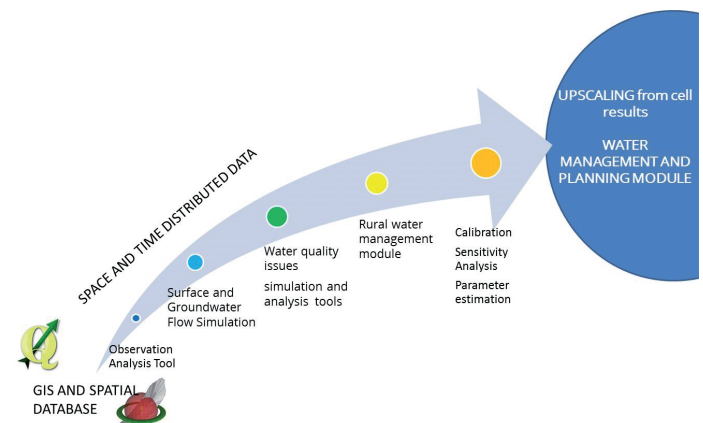 UPSCALING from cell
results
WATER
MANAGEMENT AND
PLANNING MODULE
SPACE AND TIME DISTRIBUTED DATA
Rural water
management
module
Calibration
Sensitivity
Analysis
Parameter
estimation
Water quality
issues
simulation and
analysis tools
Surface and
Groundwater
Flow Simulation
Observation
Analysis Tool
Q
GIS AND SPATIAL
DATABASE